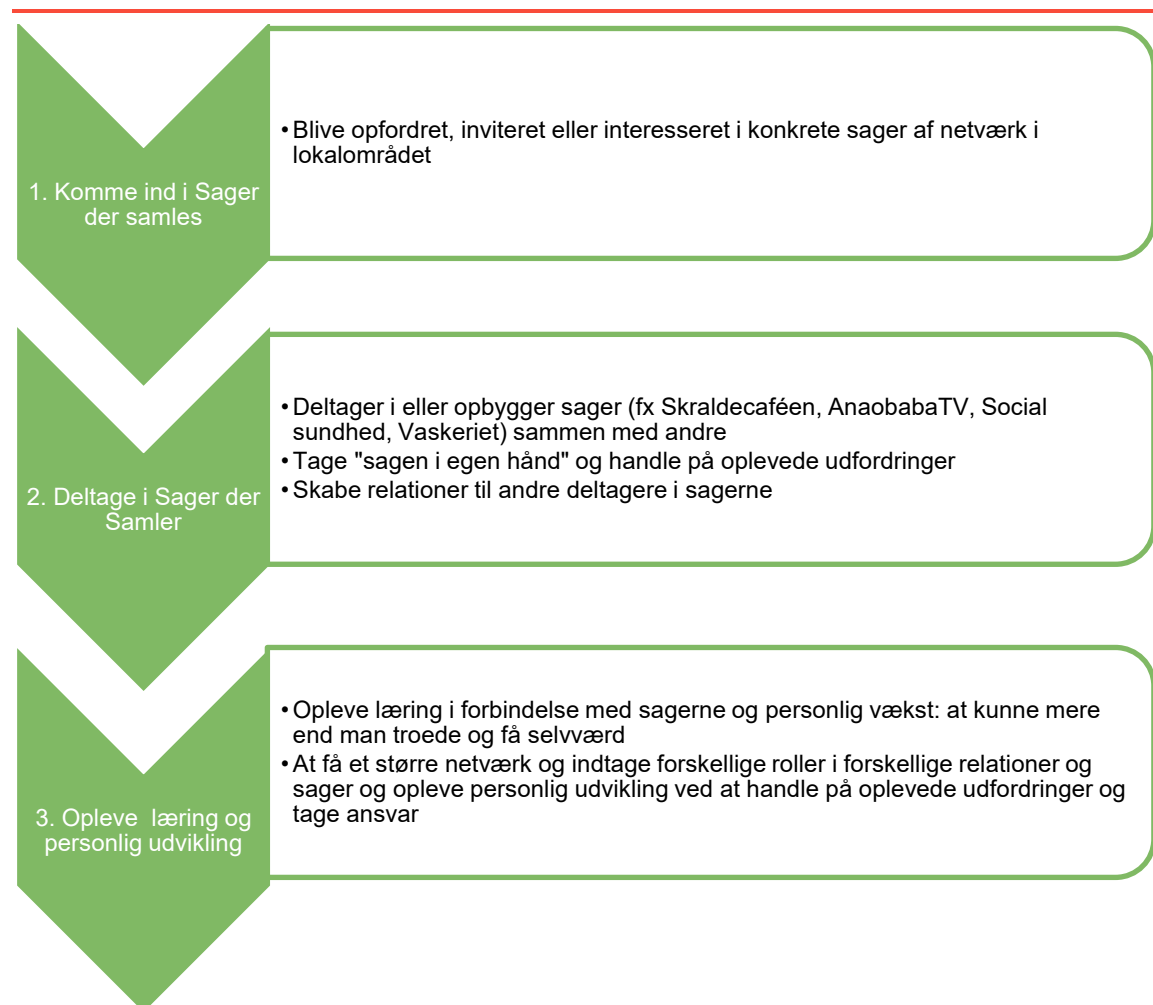 1. Komme ind i Sager
der samles
• Blive opfordret, inviteret eller interesseret i konkrete sager af netværk i
lokalområdet
2. Deltage i Sager der
Samler
• Deltager i eller opbygger sager (fx Skraldecaféen, AnaobabaTV, Social
sundhed, Vaskeriet) sammen med andre
• Tage "sagen i egen hånd" og handle på oplevede udfordringer
• Skabe relationer til andre deltagere i sagerne
3. Opleve  læring og
personlig udvikling
• Opleve læring i forbindelse med sagerne og personlig vækst: at kunne mere
end man troede og få selvværd
• At få et større netværk og indtage forskellige roller i forskellige relationer og
sager og opleve personlig udvikling ved at handle på oplevede udfordringer og
tage ansvar